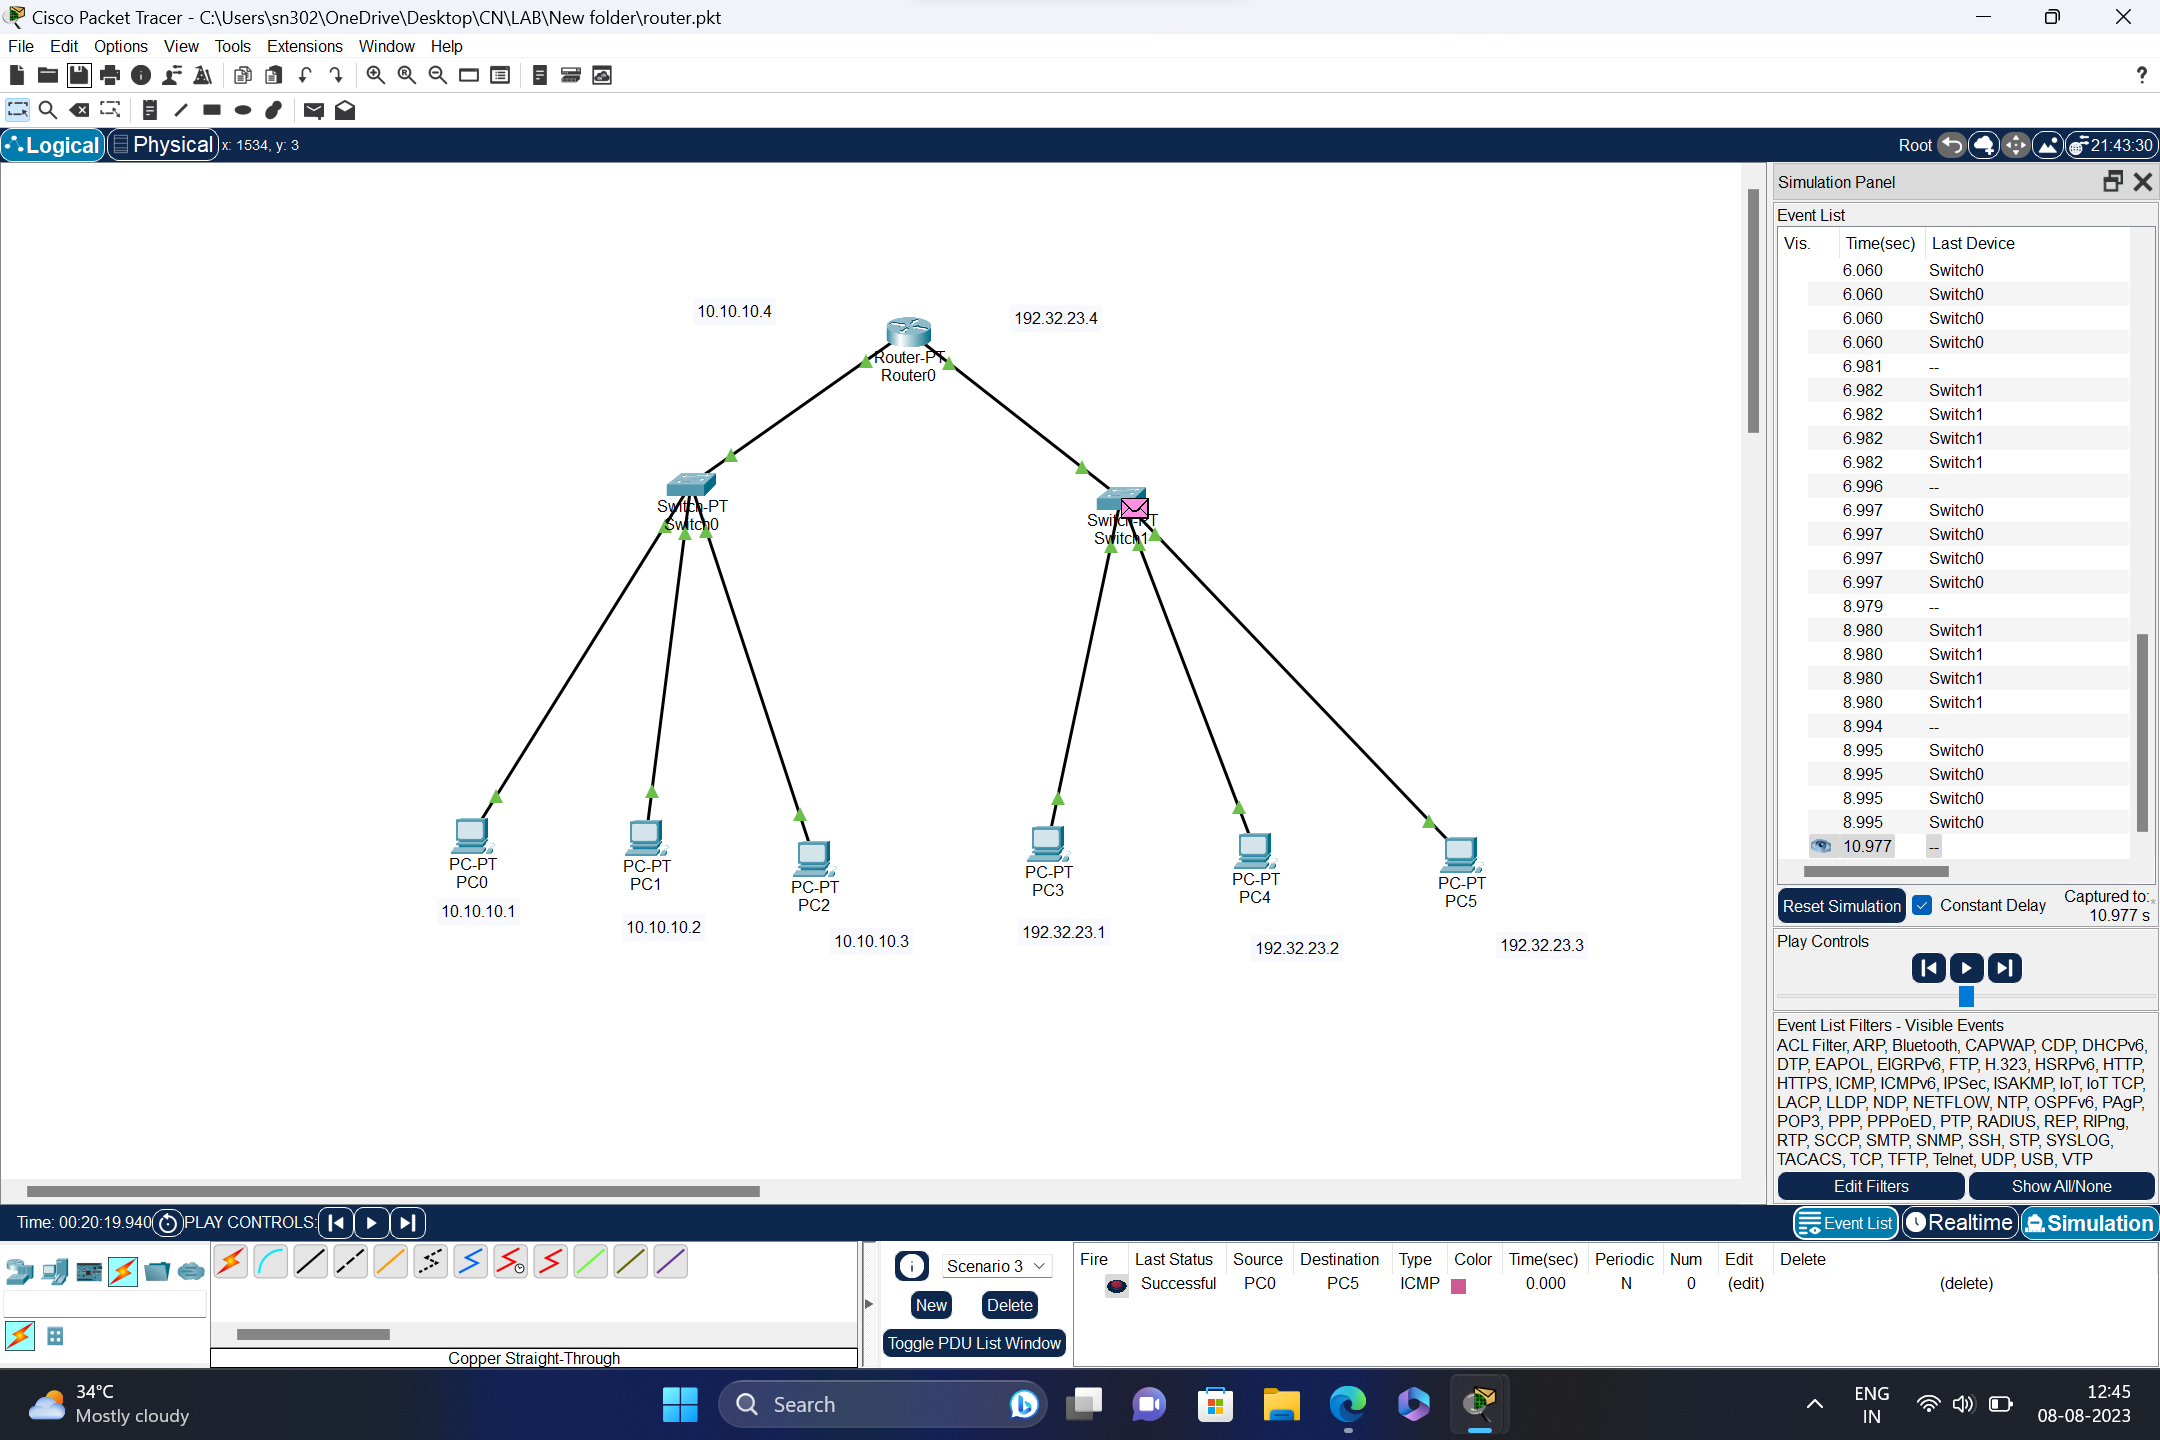 Cisco Packet Tracer - C:\Users\sn302\OneDrive\Desktop\CN\LAB\New folder\router.pkt
File Edit Options View Tools Extensions Window Help
?
Logical Physical x: 1534, y: 3 Root 21:43:30
Simulation Panel
Event List
Vis. Time(sec) Last Device
6.060 Switch0
6.060 Switch0
6.060 Switch0
6.060 Switch0
6.981 --
6.982 Switch1
6.982 Switch1
6.982 Switch1
6.982 Switch1
6.996 --
6.997 Switch0
6.997 Switch0
6.997 Switch0
6.997 Switch0
8.979 --
8.980 Switch1
8.980 Switch1
8.980 Switch1
8.980 Switch1
8.994 --
8.995 Switch0
8.995 Switch0
8.995 Switch0
8.995 Switch0
10.977 --
Reset Simulation Constant Delay Captured to:*
10.977 s
Play Controls
Event List Filters - Visible Events
ACL Filter, ARP, Bluetooth, CAPWAP, CDP, DHCPv6,
DTP, EAPOL, EIGRPv6, FTP, H.323, HSRPv6, HTTP,
HTTPS, ICMP, ICMPv6, IPSec, ISAKMP, IoT, IoT TCP,
LACP, LLDP, NDP, NETFLOW, NTP, OSPFv6, PAgP,
POP3, PPP, PPPoED, PTP, RADIUS, REP, RIPng,
RTP, SCCP, SMTP, SNMP, SSH, STP, SYSLOG,
TACACS, TCP, TFTP, Telnet, UDP, USB, VTP
Edit Filters Show All/None
10.10.10.4
192.32.23.4
Router-PT
Router0
Switch-PT
Switch0
Switch-PT
Switch1
PC-PT
PC0
10.10.10.1
PC-PT
PC1
10.10.10.2
PC-PT
PC2
10.10.10.3
PC-PT
PC3
192.32.23.1
PC-PT
PC4
192.32.23.2
PC-PT
PC5
192.32.23.3
Time: 00:20:19.940 PLAY CONTROLS: Event List Realtime Simulation
Copper Straight-Through
Scenario 3
New Delete
Toggle PDU List Window
Fire Last Status Source Destination Type Color Time(sec) Periodic Num Edit Delete
Successful PC0 PC5 ICMP 0.000 N 0 (edit) (delete)
34°C
Mostly cloudy
Search
ENG
IN
12:45
08-08-2023